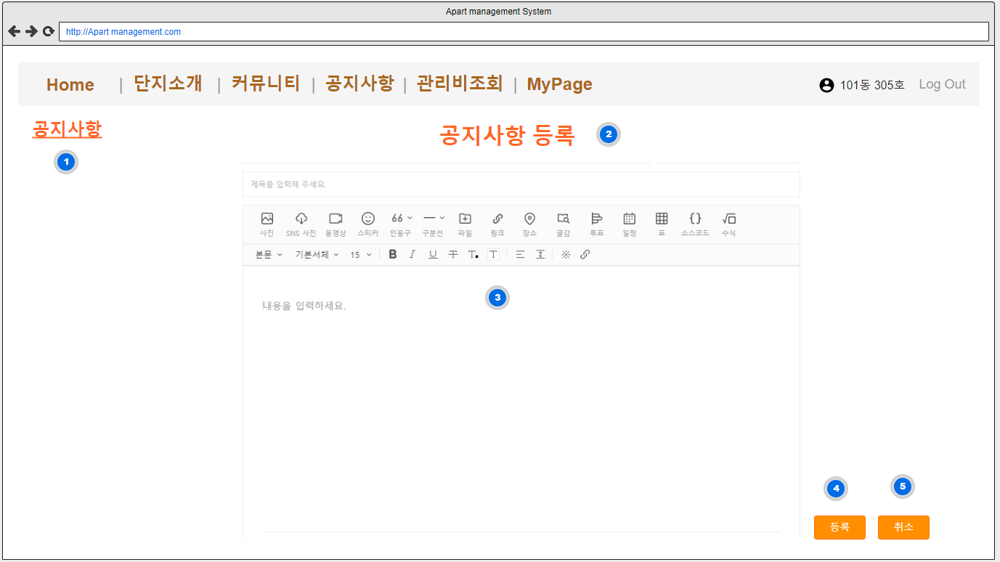 Apart management System
http://Apart management.com
Home | 단지소개 | 커뮤니티 | 공지사항 | 관리비조회 | MyPage
101동 305호 Log Out
공지사항
공지사항 등록 2
1
제목을 입력해 주세요.
사진 SNS 사진 동영상 스티커 인용구 구분선 파일 링크 장소 글감 투표 일정 표 소스코드 수식
본문 기본서체 15 B I U T T. T
3
내용을 입력하세요.
4 5
등록 취소